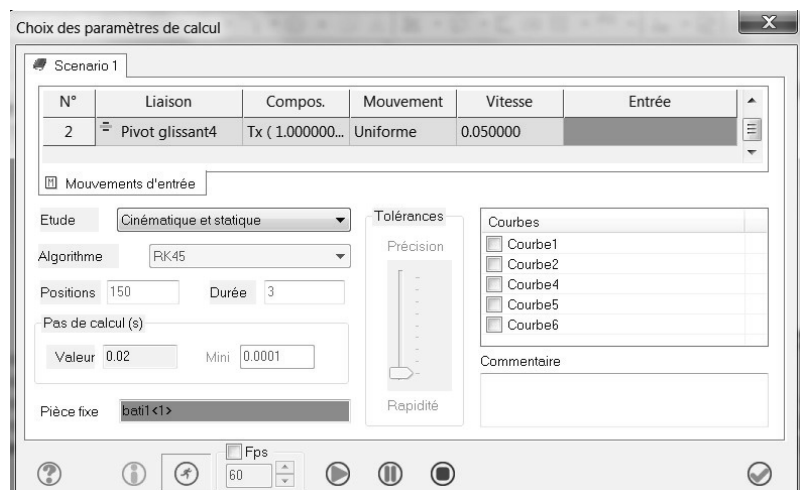 Choix des paramètres de calcul
Scenario 1
N° Liaison Compos. Mouvement Vitesse Entrée
2 Pivot glissant4 Tx ( 1.000000... Uniforme 0.050000
Mouvements d'entrée
Etude Cinématique et statique
Algorithme RK45
Positions 150 Durée 3
Pas de calcul (s)
Valeur 0.02 Mini 0.0001
Pièce fixe bati1<1>
Tolérances
Précision
Rapidité
Courbes
Courbe1
Courbe2
Courbe4
Courbe5
Courbe6
Commentaire
Fps
60